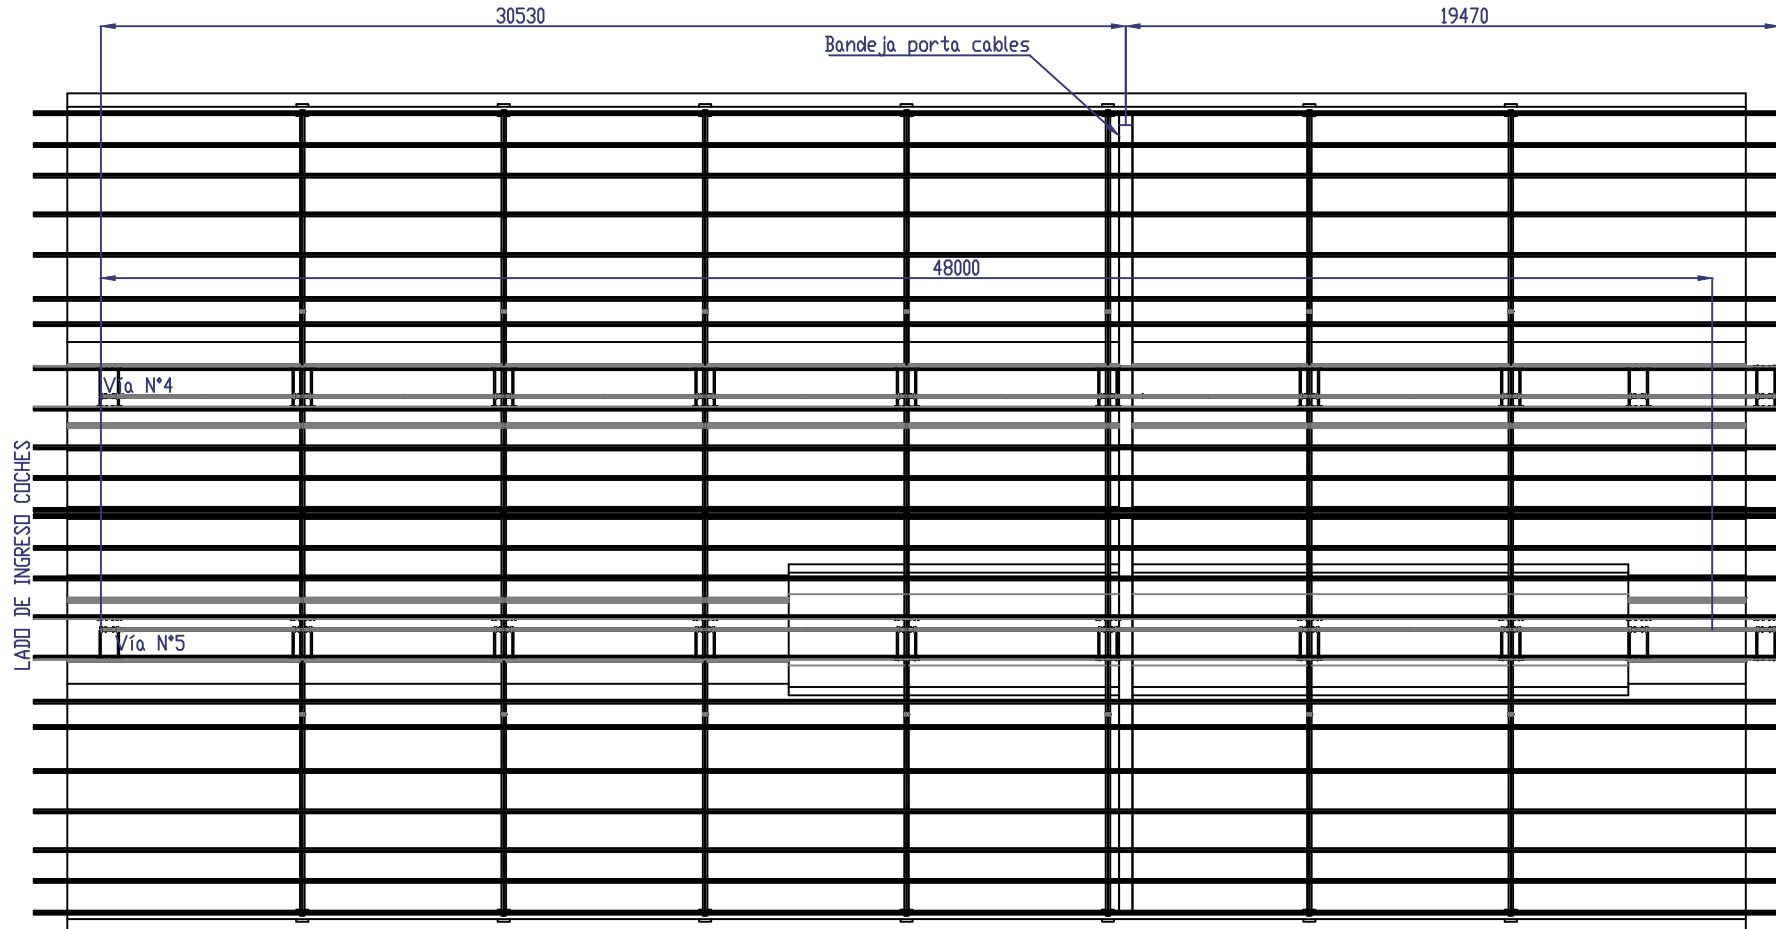 30530
19470
Bandeja porta cables
48000
Vía N°4
LADO DE INGRESO COCHES
Vía N°5